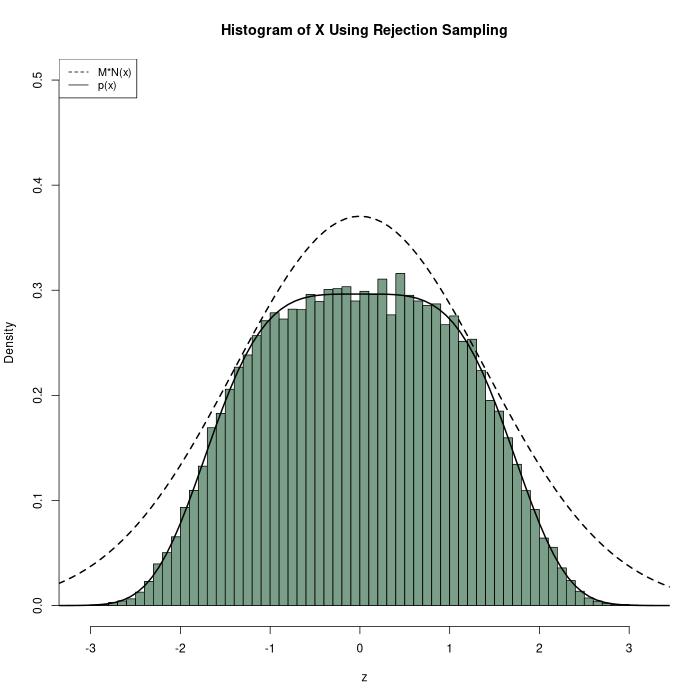 Histogram of X Using Rejection Sampling
M*N(x)
p(x)
Density
0.5
0.4
0.3
0.2
0.1
0.0
-3 -2 -1 0 1 2 3
z